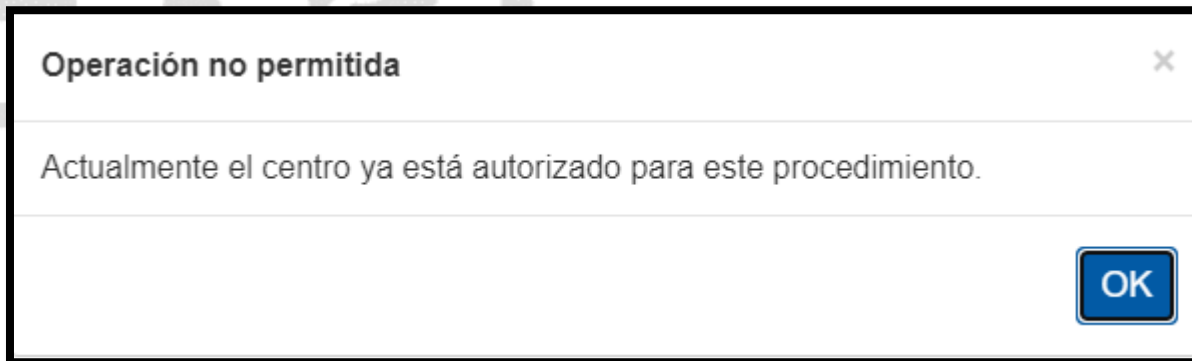 Operación no permitida ×
Actualmente el centro ya está autorizado para este procedimiento.
OK